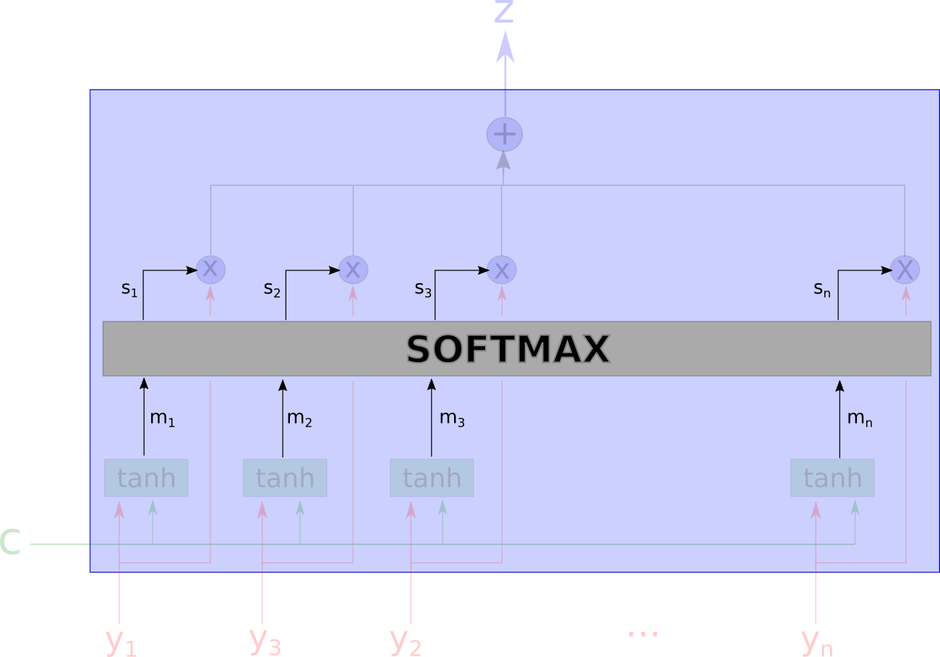 z
+
x x x x
s1 s2 s3 sn
SOFTMAX
m1 m2 m3 mn
tanh tanh tanh tanh
c
y1 y3 y2 ... yn